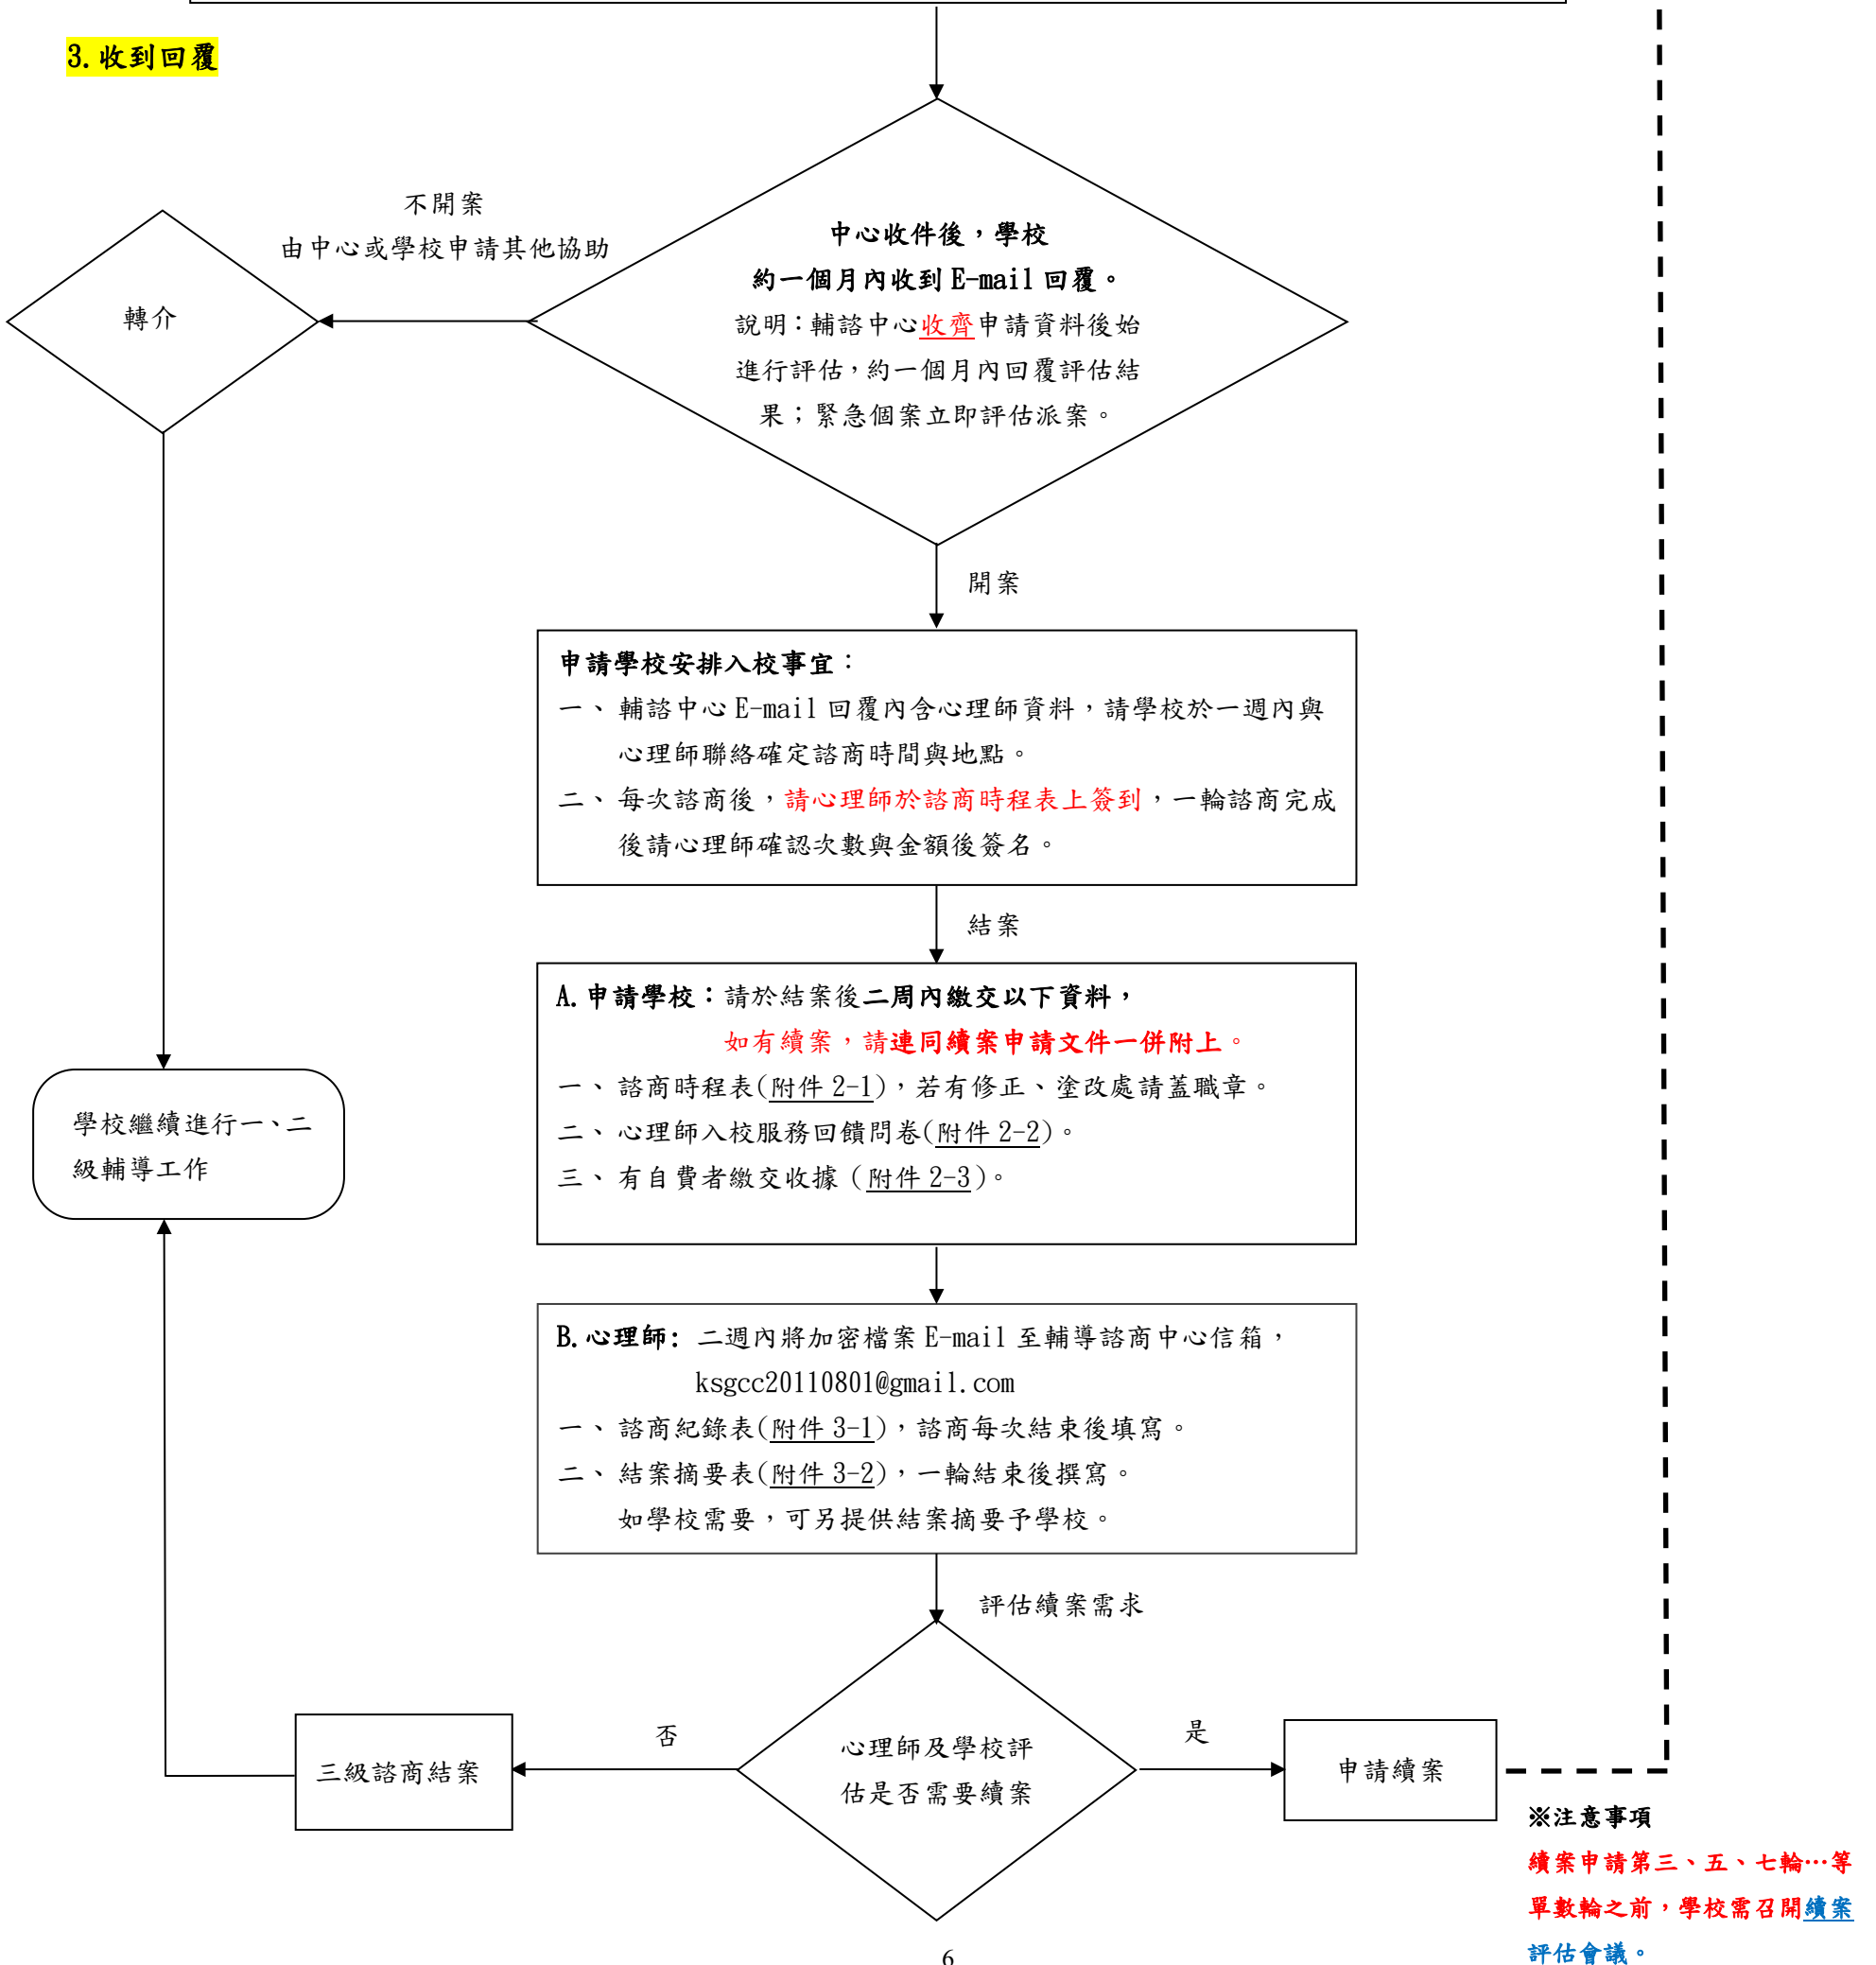 3.收到回覆
不開案
由中心或學校申請其他協助
轉介
中心收件後，學校
約一個月內收到 E-mail 回覆。
說明：輔諮中心收齊申請資料後始
進行評估，約一個月內回覆評估結
果；緊急個案立即評估派案。
開案
申請學校安排入校事宜：
一、 輔諮中心 E-mail 回覆內含心理師資料，請學校於一週內與
心理師聯絡確定諮商時間與地點。
二、 每次諮商後，請心理師於諮商時程表上簽到，一輪諮商完成
後請心理師確認次數與金額後簽名。
結案
A.申請學校：請於結案後二周內繳交以下資料，
如有續案，請連同續案申請文件一併附上。
一、 諮商時程表(附件 2-1)，若有修正、塗改處請蓋職章。
二、 心理師入校服務回饋問卷(附件 2-2)。
三、 有自費者繳交收據（附件 2-3）。
學校繼續進行一、二
級輔導工作
B.心理師: 二週內將加密檔案 E-mail 至輔導諮商中心信箱，
ksgcc20110801@gmail.com
一、 諮商紀錄表(附件 3-1)，諮商每次結束後填寫。
二、 結案摘要表(附件 3-2)，一輪結束後撰寫。
如學校需要，可另提供結案摘要予學校。
評估續案需求
心理師及學校評
估是否需要續案
否
三級諮商結案
是
申請續案
※注意事項
續案申請第三、五、七輪…等
單數輪之前，學校需召開續案
評估會議。
6